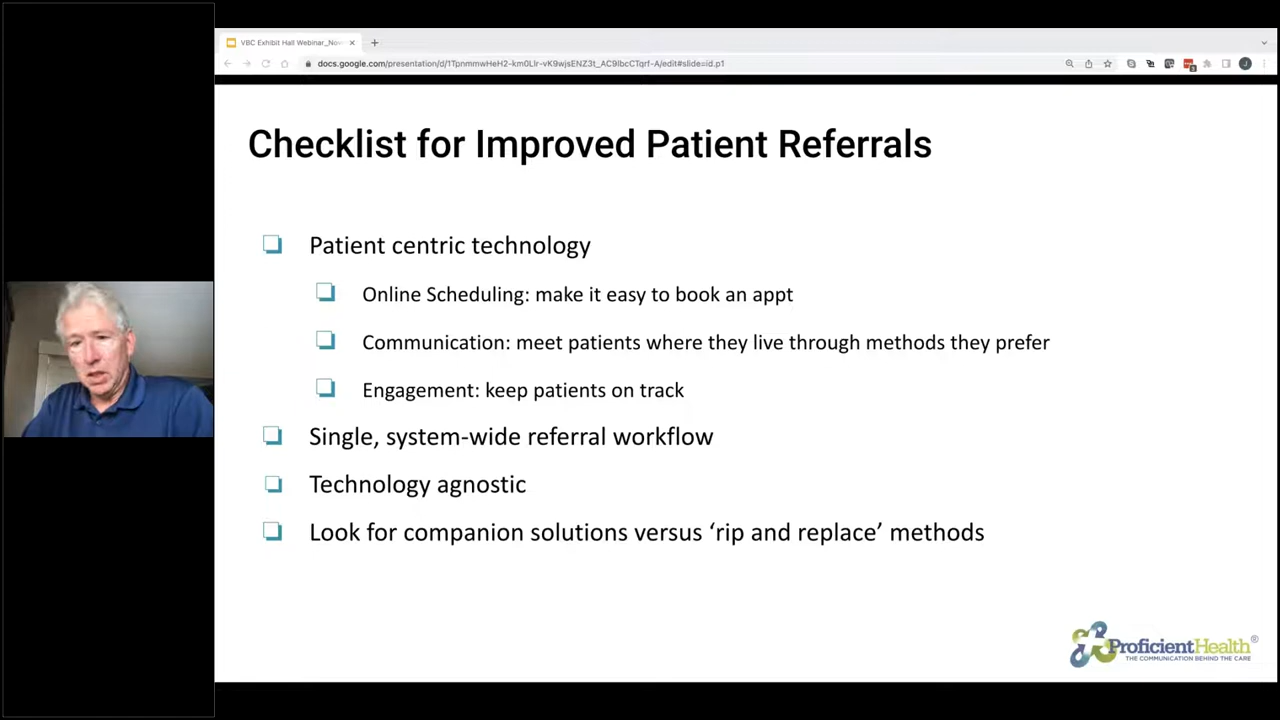 VBC Exhibit Hall Webinar_Nov
docs.google.com/presentation/d/1TpnmmwHeH2-km0Llr-vK9wjsENZ3t_AC9lbcCTqrf-A/edit#slide=id.p1
Checklist for Improved Patient Referrals
Patient centric technology
Online Scheduling: make it easy to book an appt
Communication: meet patients where they live through methods they prefer
Engagement: keep patients on track
Single, system-wide referral workflow
Technology agnostic
Look for companion solutions versus ‘rip and replace’ methods
ProficientHealth®
THE COMMUNICATION BEHIND THE CARE